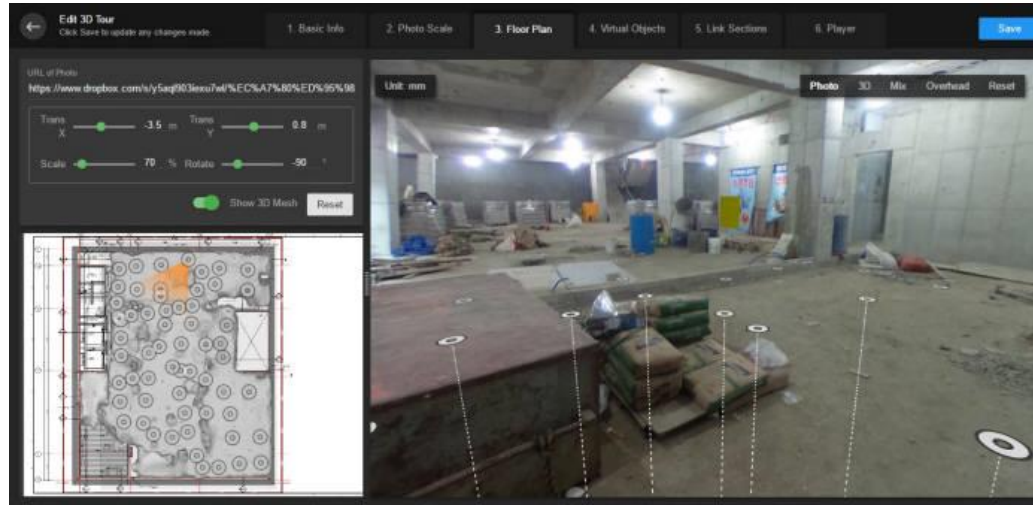 Edit 3D Tour
Click Save to update any changes made.
1. Basic Info
2. Photo Scale
3. Floor Plan
4. Virtual Objects
5. Link Sections
6. Player
Save
URL of Photo
https://www.dropbox.com/s/y5aqf903iexu7wl/%EC%A7%80%ED%95%98
Trans X -3.5 m Trans Y 0.8 m
Scale 70 % Rotate -90 °
Show 3D Mesh
Reset
Unit: mm
Photo 3D Mix Overhead Reset